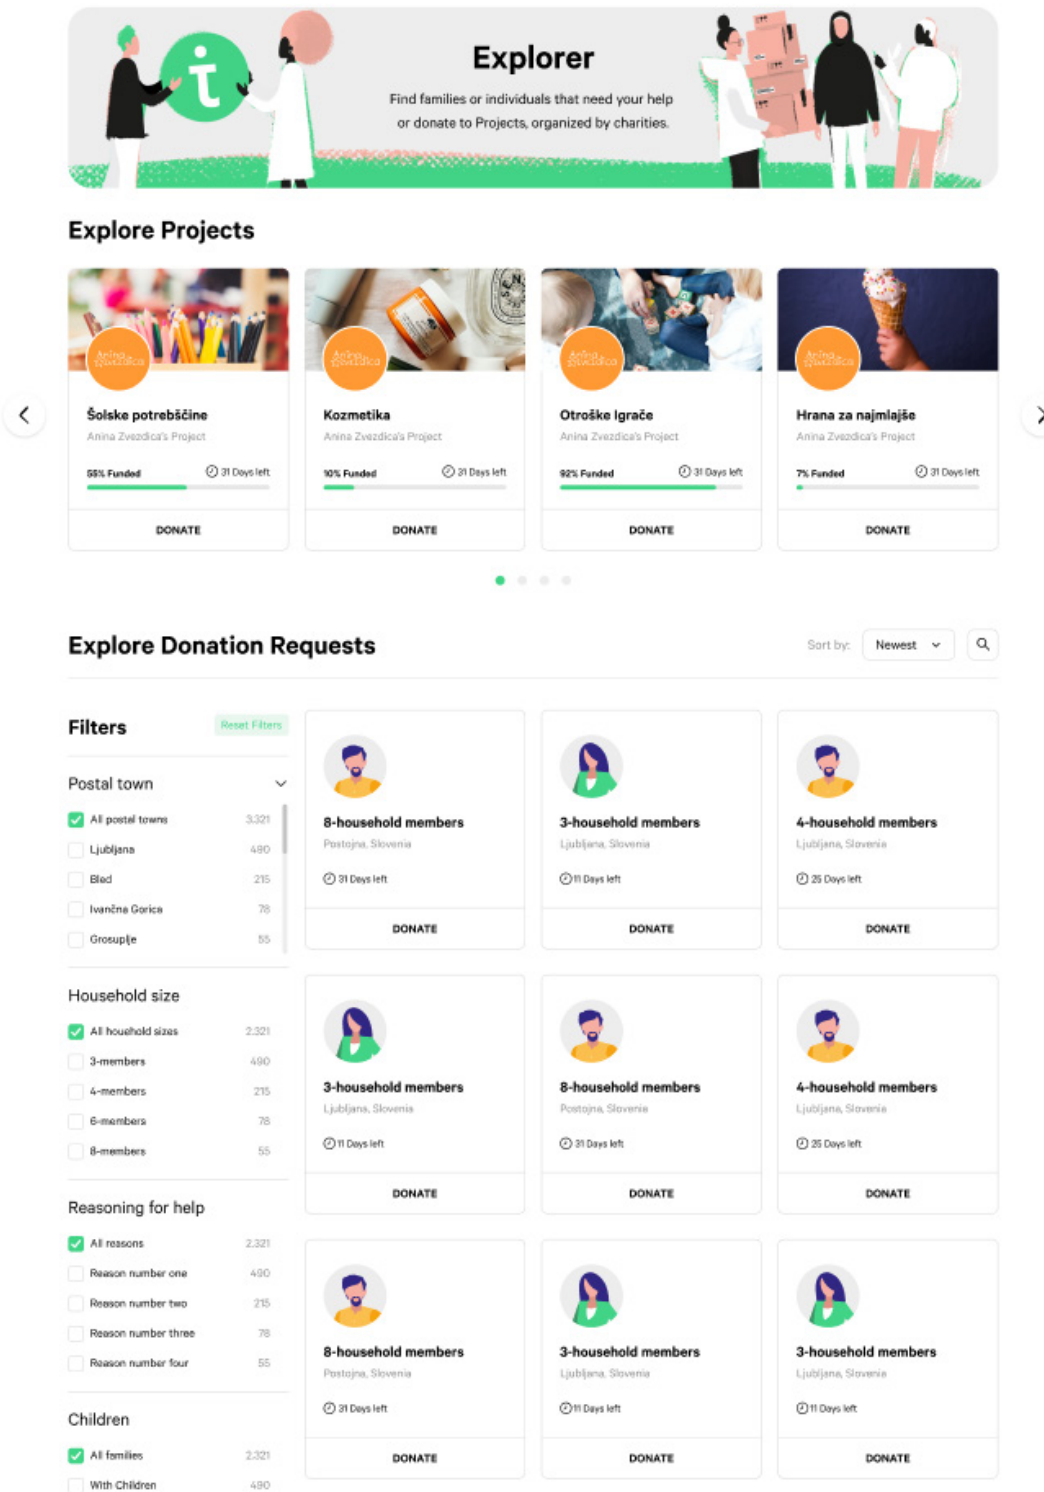 Explorer
Find families or individuals that need your help
or donate to Projects, organized by charities.
Explore Projects
Anina Zvezdica
Anina Zvezdica
Anina Zvezdica
Anina Zvezdica
Šolske potrebščine
Kozmetika
Otroške Igrače
Hrana za najmlajše
Anina Zvezdica's Project
Anina Zvezdica's Project
Anina Zvezdica's Project
Anina Zvezdica's Project
55% Funded 31 Days left
10% Funded 31 Days left
92% Funded 31 Days left
7% Funded 31 Days left
DONATE
DONATE
DONATE
DONATE
Explore Donation Requests
Sort by: Newest
Filters Reset Filters
Postal town
All postal towns 3.321
Ljubljana 490
Bled 215
Ivančna Gorica 78
Grosuplje 55
Household size
All houehold sizes 2.321
3-members 490
4-members 215
6-members 78
8-members 55
Reasoning for help
All reasons 2.321
Reason number one 490
Reason number two 215
Reason number three 78
Reason number four 55
Children
All families 2.321
With Children 490
8-household members
Postojna, Slovenia
31 Days left
DONATE
3-household members
Ljubljana, Slovenia
11 Days left
DONATE
4-household members
Ljubljana, Slovenia
25 Days left
DONATE
3-household members
Ljubljana, Slovenia
11 Days left
DONATE
8-household members
Postojna, Slovenia
31 Days left
DONATE
4-household members
Ljubljana, Slovenia
25 Days left
DONATE
8-household members
Postojna, Slovenia
31 Days left
DONATE
3-household members
Ljubljana, Slovenia
11 Days left
DONATE
3-household members
Ljubljana, Slovenia
11 Days left
DONATE